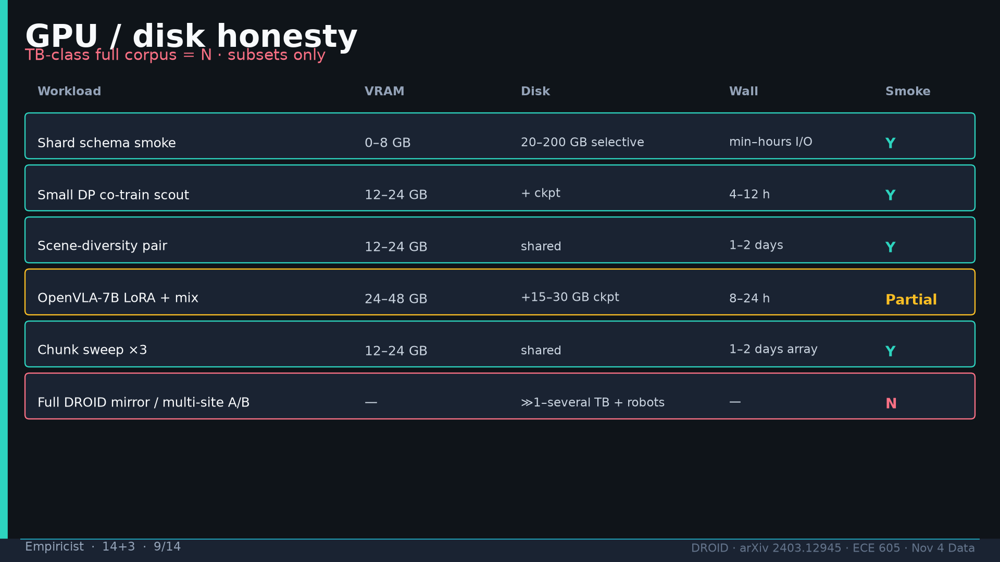 GPU / disk honesty
TB-class full corpus = N · subsets only
Workload VRAM Disk Wall Smoke
Shard schema smoke 0–8 GB 20–200 GB selective min–hours I/O Y
Small DP co-train scout 12–24 GB + ckpt 4–12 h Y
Scene-diversity pair 12–24 GB shared 1–2 days Y
OpenVLA-7B LoRA + mix 24–48 GB +15–30 GB ckpt 8–24 h Partial
Chunk sweep ×3 12–24 GB shared 1–2 days array Y
Full DROID mirror / multi-site A/B — ≫1–several TB + robots — N
Empiricist · 14+3 · 9/14 DROID · arXiv 2403.12945 · ECE 605 · Nov 4 Data